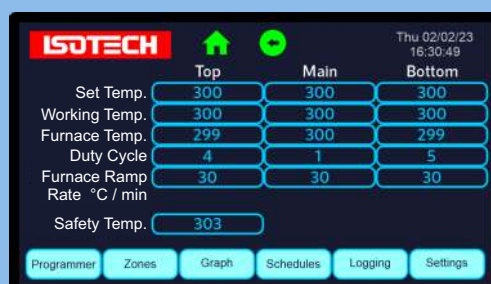 ISOTECH
Thu 02/02/23
16:30:49
Top Main Bottom
Set Temp. 300 300 300
Working Temp. 300 300 300
Furnace Temp. 299 300 299
Duty Cycle 4 1 5
Furnace Ramp 30 30 30
Rate °C / min
Safety Temp. 303
Programmer Zones Graph Schedules Logging Settings